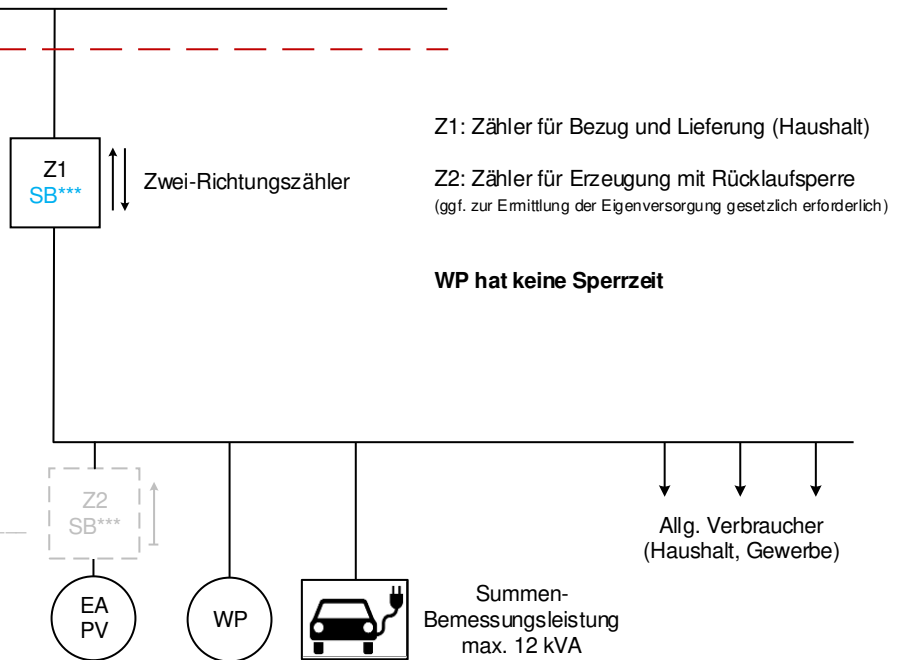 Z1: Zähler für Bezug und Lieferung (Haushalt)
Z1
SB***
Zwei-Richtungszähler
Z2: Zähler für Erzeugung mit Rücklaufsperre
(ggf. zur Ermittlung der Eigenversorgung gesetzlich erforderlich)
WP hat keine Sperrzeit
Z2
SB***
Allg. Verbraucher
(Haushalt, Gewerbe)
EA
PV
WP
Summen-
Bemessungsleistung
max. 12 kVA